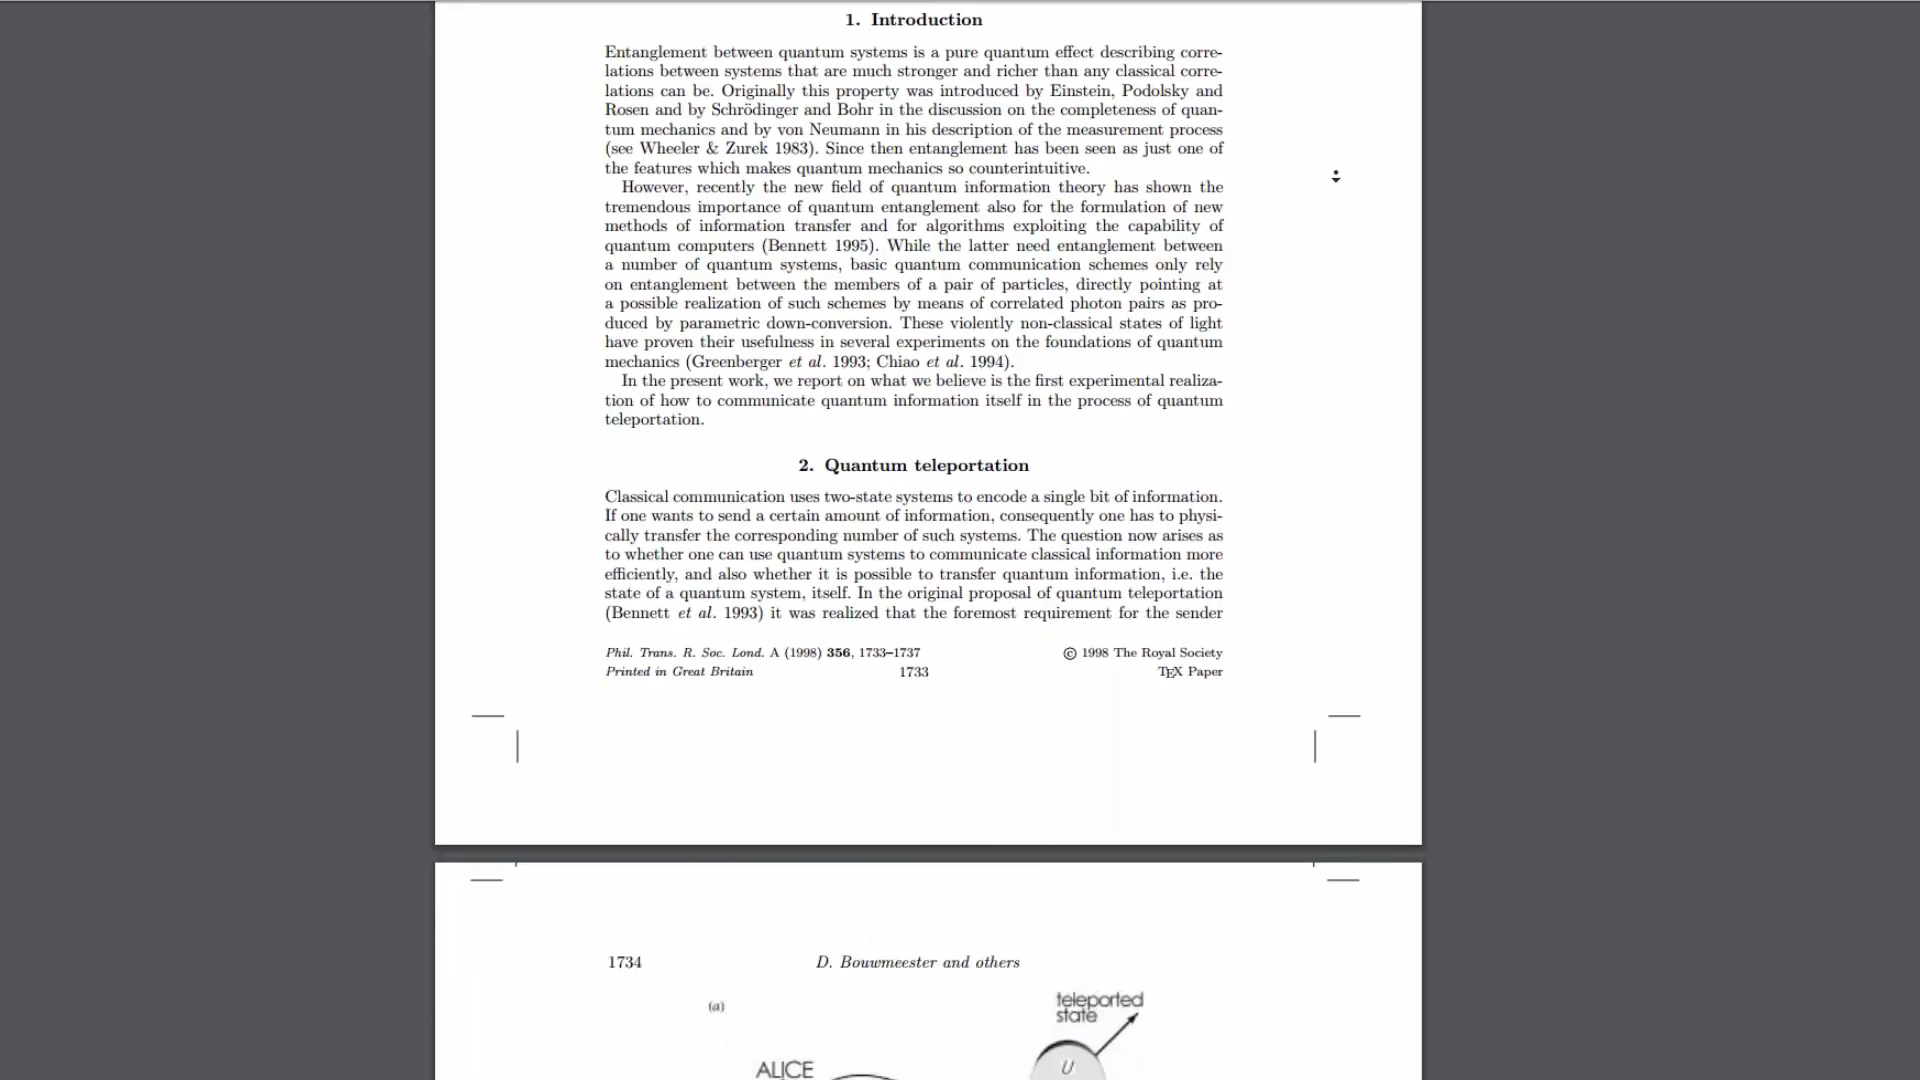 1. Introduction
Entanglement between quantum systems is a pure quantum effect describing corre-
lations between systems that are much stronger and richer than any classical corre-
lations can be. Originally this property was introduced by Einstein, Podolsky and
Rosen and by Schrödinger and Bohr in the discussion on the completeness of quan-
tum mechanics and by von Neumann in his description of the measurement process
(see Wheeler & Zurek 1983). Since then entanglement has been seen as just one of
the features which makes quantum mechanics so counterintuitive.
However, recently the new field of quantum information theory has shown the
tremendous importance of quantum entanglement also for the formulation of new
methods of information transfer and for algorithms exploiting the capability of
quantum computers (Bennett 1995). While the latter need entanglement between
a number of quantum systems, basic quantum communication schemes only rely
on entanglement between the members of a pair of particles, directly pointing at
a possible realization of such schemes by means of correlated photon pairs as pro-
duced by parametric down-conversion. These violently non-classical states of light
have proven their usefulness in several experiments on the foundations of quantum
mechanics (Greenberger et al. 1993; Chiao et al. 1994).
In the present work, we report on what we believe is the first experimental realiza-
tion of how to communicate quantum information itself in the process of quantum
teleportation.
2. Quantum teleportation
Classical communication uses two-state systems to encode a single bit of information.
If one wants to send a certain amount of information, consequently one has to physi-
cally transfer the corresponding number of such systems. The question now arises as
to whether one can use quantum systems to communicate classical information more
efficiently, and also whether it is possible to transfer quantum information, i.e. the
state of a quantum system, itself. In the original proposal of quantum teleportation
(Bennett et al. 1993) it was realized that the foremost requirement for the sender
Phil. Trans. R. Soc. Lond. A (1998) 356, 1733–1737 © 1998 The Royal Society
Printed in Great Britain 1733 TEX Paper
1734 D. Bouwmeester and others
(a)
teleported
state
ALICE
U